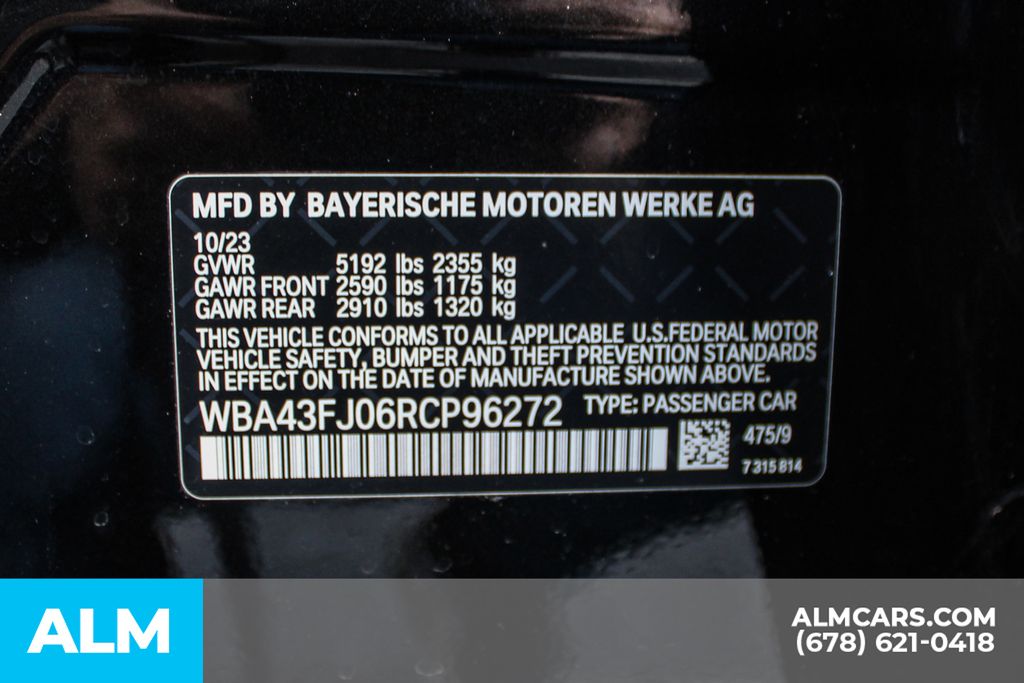 MFD BY BAYERISCHE MOTOREN WERKE AG
10/23
GVWR 5192 lbs 2355 kg
GAWR FRONT 2590 lbs 1175 kg
GAWR REAR 2910 lbs 1320 kg
THIS VEHICLE CONFORMS TO ALL APPLICABLE U.S.FEDERAL MOTOR
VEHICLE SAFETY, BUMPER AND THEFT PREVENTION STANDARDS
IN EFFECT ON THE DATE OF MANUFACTURE SHOWN ABOVE.
WBA43FJ06RCP96272 TYPE: PASSENGER CAR
475/9
7 315 814
ALM
ALMCARS.COM
(678) 621-0418